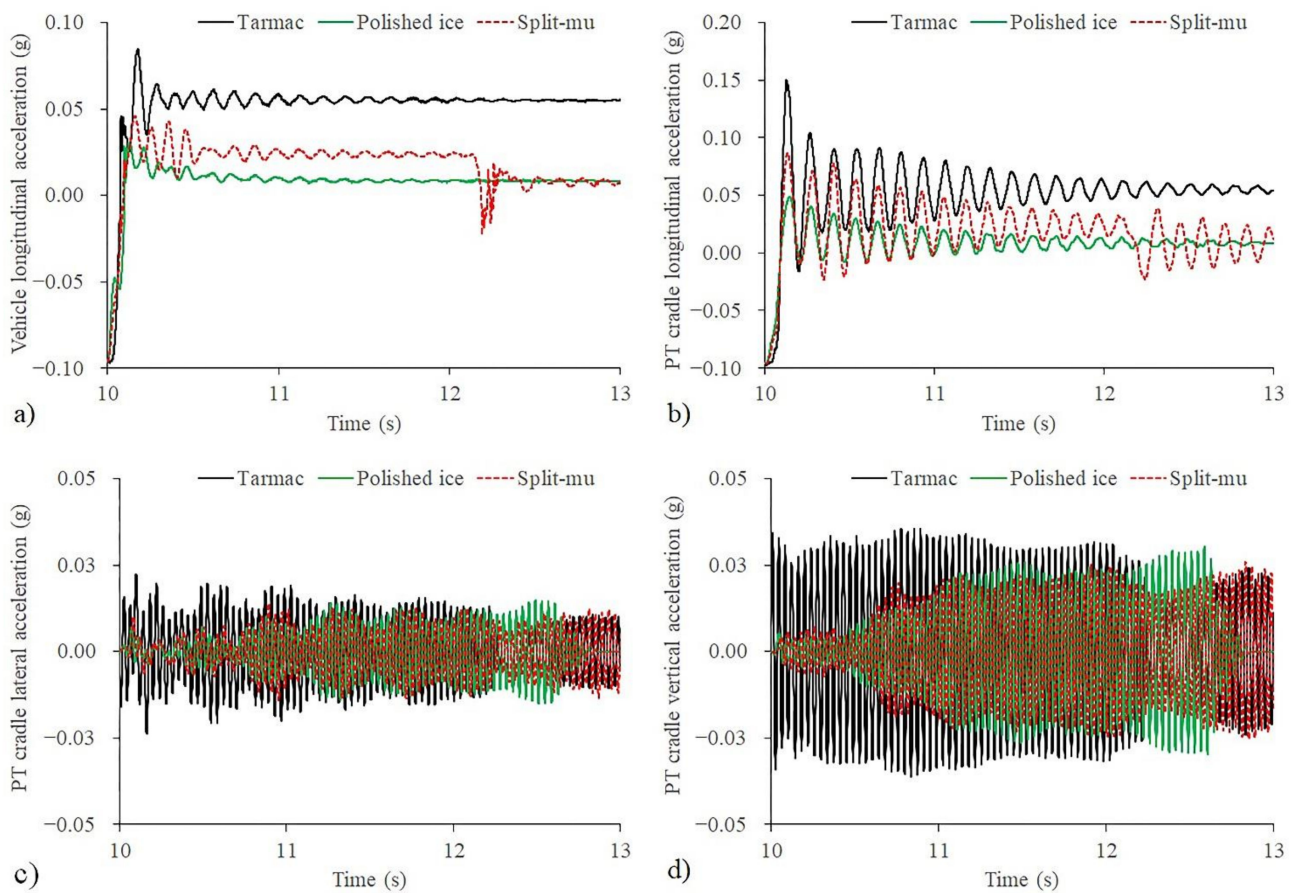 Tarmac Polished ice Split-mu
Vehicle longitudinal acceleration (g)
0.10
0.05
0.00
−0.05
−0.10
10 11 12 13
Time (s)
a)
Tarmac Polished ice Split-mu
PT cradle longitudinal acceleration (g)
0.20
0.15
0.10
0.05
0.00
−0.05
−0.10
10 11 12 13
Time (s)
b)
Tarmac Polished ice Split-mu
PT cradle lateral acceleration (g)
0.05
0.03
0.00
−0.03
−0.05
10 11 12 13
Time (s)
c)
Tarmac Polished ice Split-mu
PT cradle vertical acceleration (g)
0.05
0.03
0.00
−0.03
−0.05
10 11 12 13
Time (s)
d)